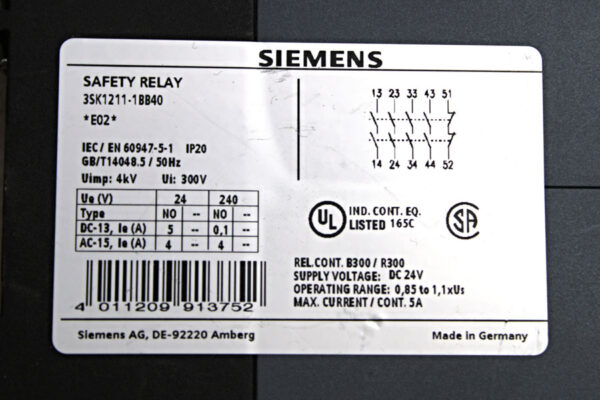 SIEMENS
SAFETY RELAY
3SK1211-1BB40
*E02*
IEC/ EN 60947-5-1 IP20
GB/T14048.5 / 50Hz
Uimp: 4kV Ui: 300V
Ue (V) 24 240
Type NO -- NO --
DC-13, Ie (A) 5 -- 0,1 --
AC-15, Ie (A) 4 -- 4 --
4 011209 913752
Siemens AG, DE-92220 Amberg
13 23 33 43 51
14 24 34 44 52
UL IND. CONT. EQ.
LISTED 165C
SA
REL.CONT. B300 / R300
SUPPLY VOLTAGE: DC 24V
OPERATING RANGE: 0,85 to 1,1xUs
MAX. CURRENT / CONT. 5A
Made in Germany